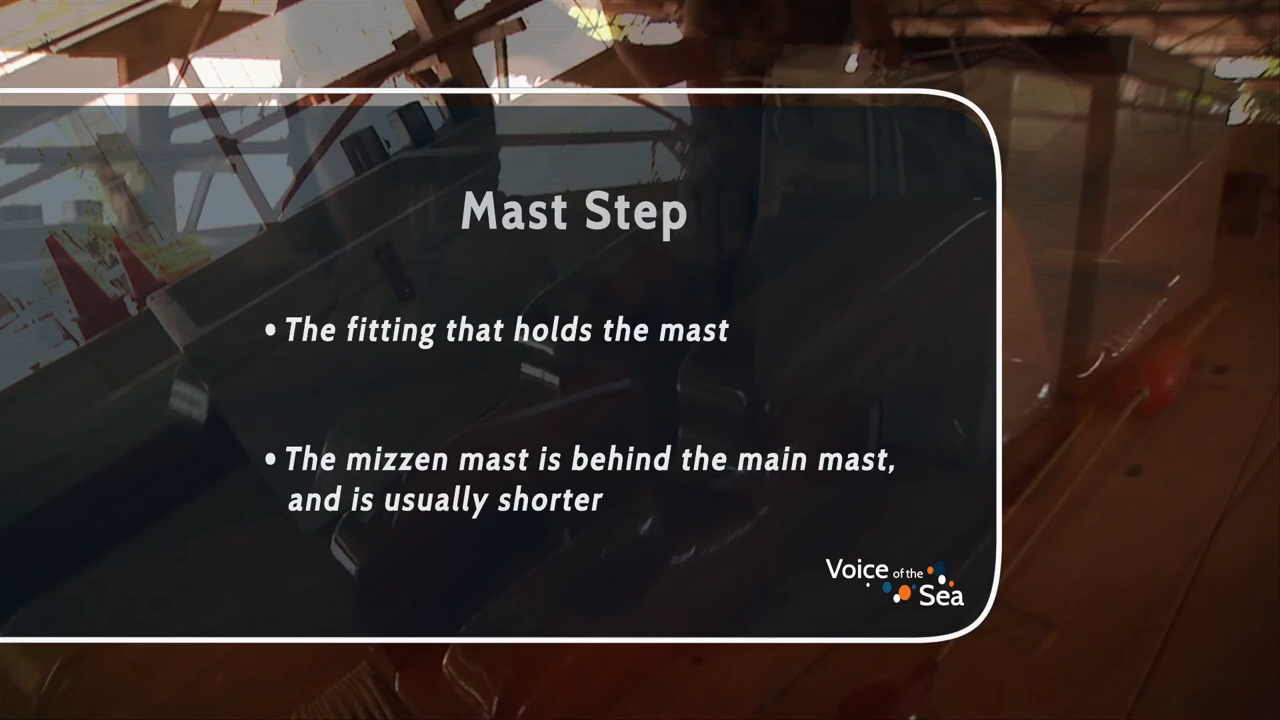 Mast Step
• The fitting that holds the mast
• The mizzen mast is behind the main mast,
and is usually shorter
Voice of the
Sea